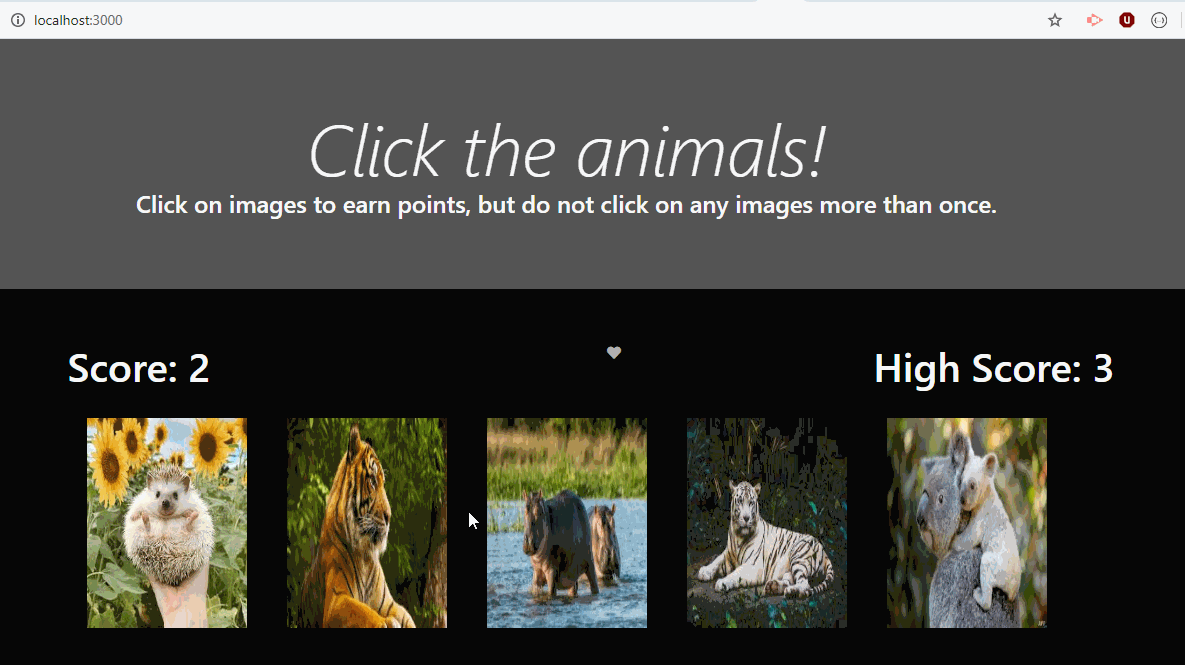 localhost:3000
Click the animals!
Click on images to earn points, but do not click on any images more than once.
Score: 2
High Score: 3